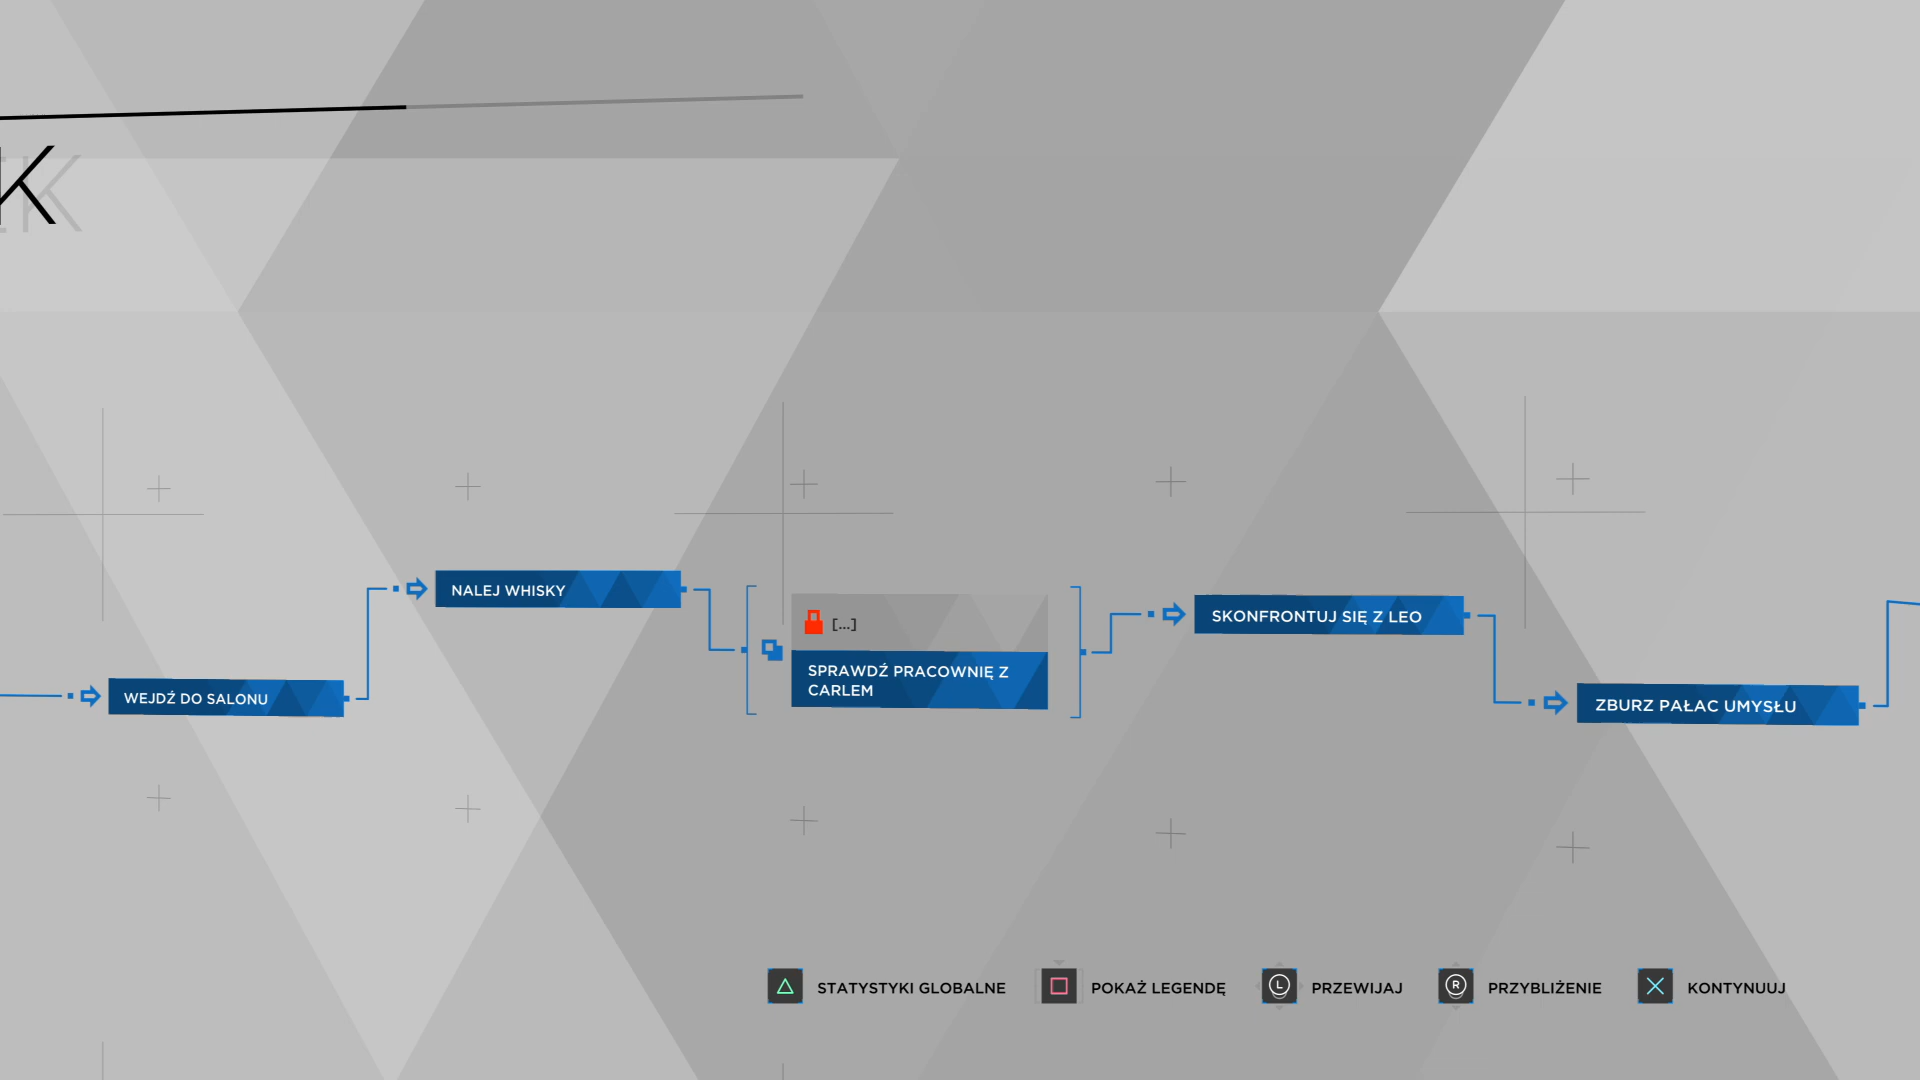 K
WEJDŹ DO SALONU
NALEJ WHISKY
[...]
SPRAWDŹ PRACOWNIĘ Z
CARLEM
SKONFRONTUJ SIĘ Z LEO
ZBURZ PAŁAC UMYSŁU
STATYSTYKI GLOBALNE
POKAŻ LEGENDĘ
L
PRZEWIJAJ
R
PRZYBLIŻENIE
KONTYNUUJ